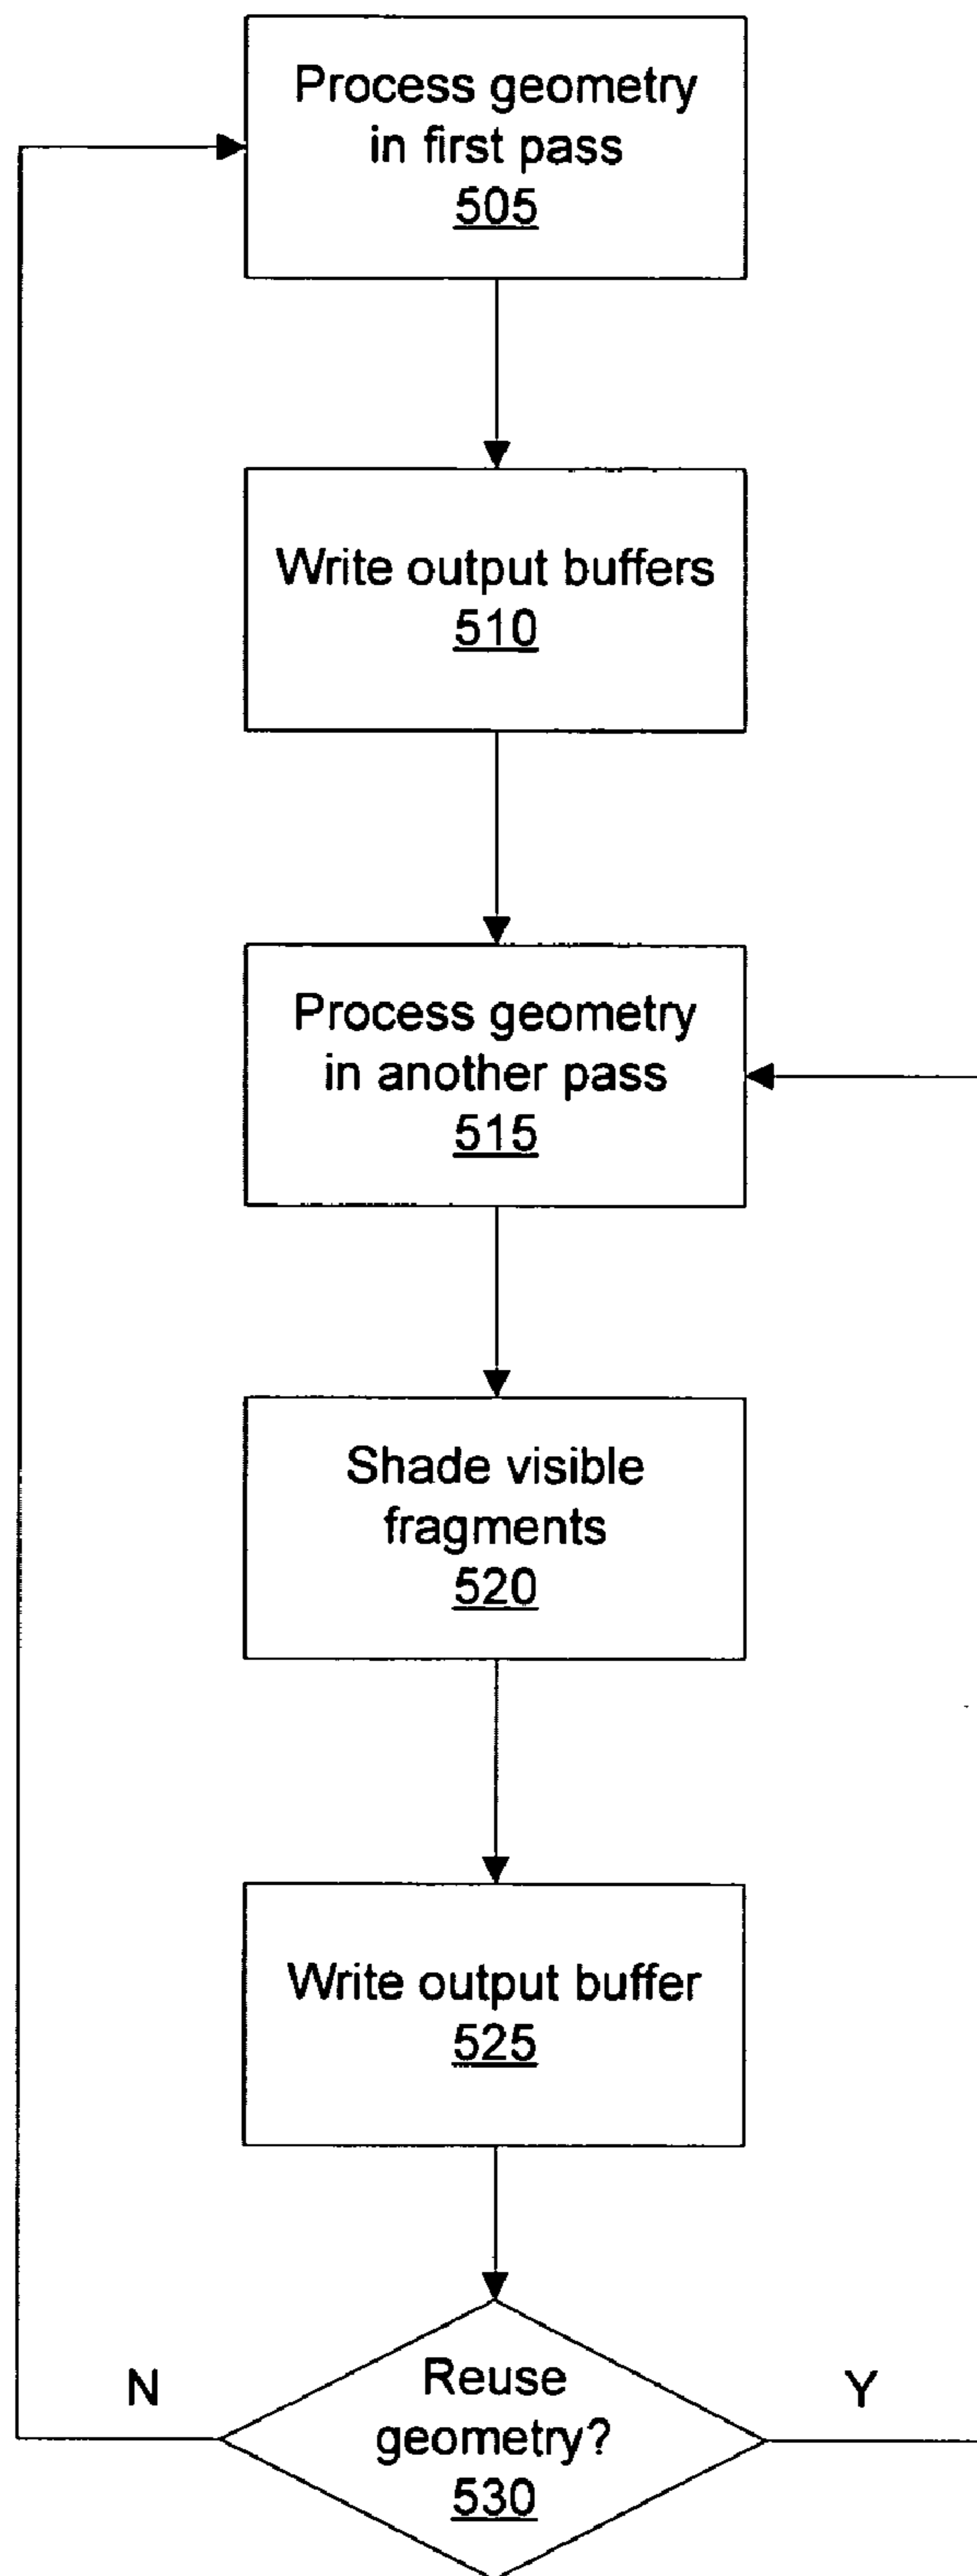 Process geometry
in first pass
505
Write output buffers
510
Process geometry
in another pass
515
Shade visible
fragments
520
Write output buffer
525
N
Reuse
geometry?
530
Y